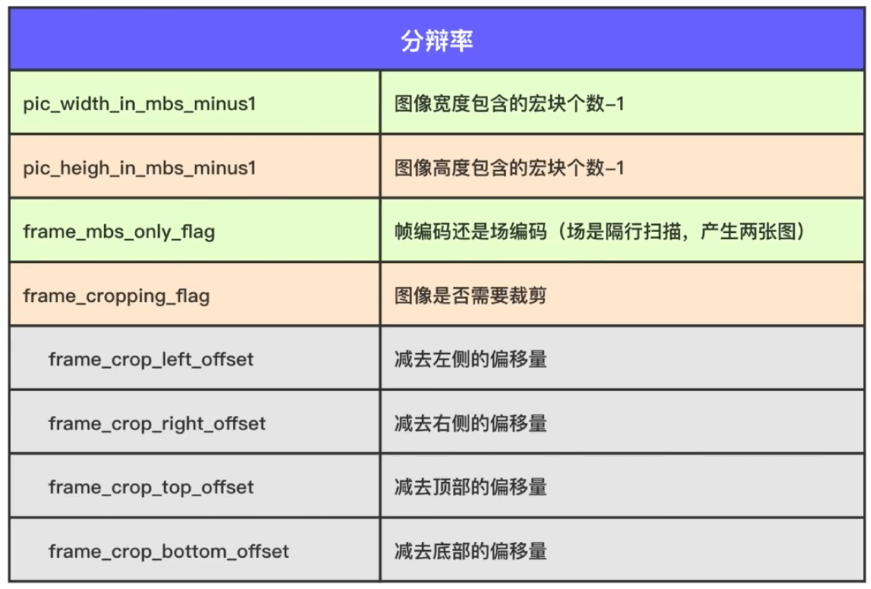 分辩率
pic_width_in_mbs_minus1 图像宽度包含的宏块个数-1
pic_heigh_in_mbs_minus1 图像高度包含的宏块个数-1
frame_mbs_only_flag 帧编码还是场编码（场是隔行扫描，产生两张图）
frame_cropping_flag 图像是否需要裁剪
frame_crop_left_offset 减去左侧的偏移量
frame_crop_right_offset 减去右侧的偏移量
frame_crop_top_offset 减去顶部的偏移量
frame_crop_bottom_offset 减去底部的偏移量